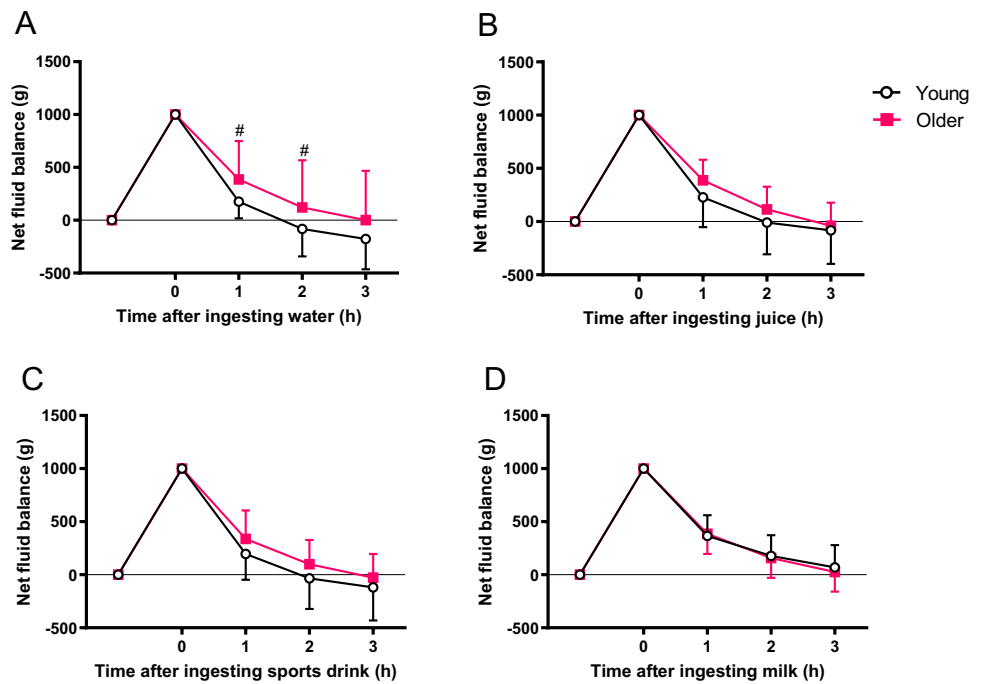 A
Net fluid balance (g)
1500
1000
500
0
-500
#
#
0 1 2 3
Time after ingesting water (h)
B
Net fluid balance (g)
1500
1000
500
0
-500
0 1 2 3
Time after ingesting juice (h)
Young
Older
C
Net fluid balance (g)
1500
1000
500
0
-500
0 1 2 3
Time after ingesting sports drink (h)
D
Net fluid balance (g)
1500
1000
500
0
-500
0 1 2 3
Time after ingesting milk (h)